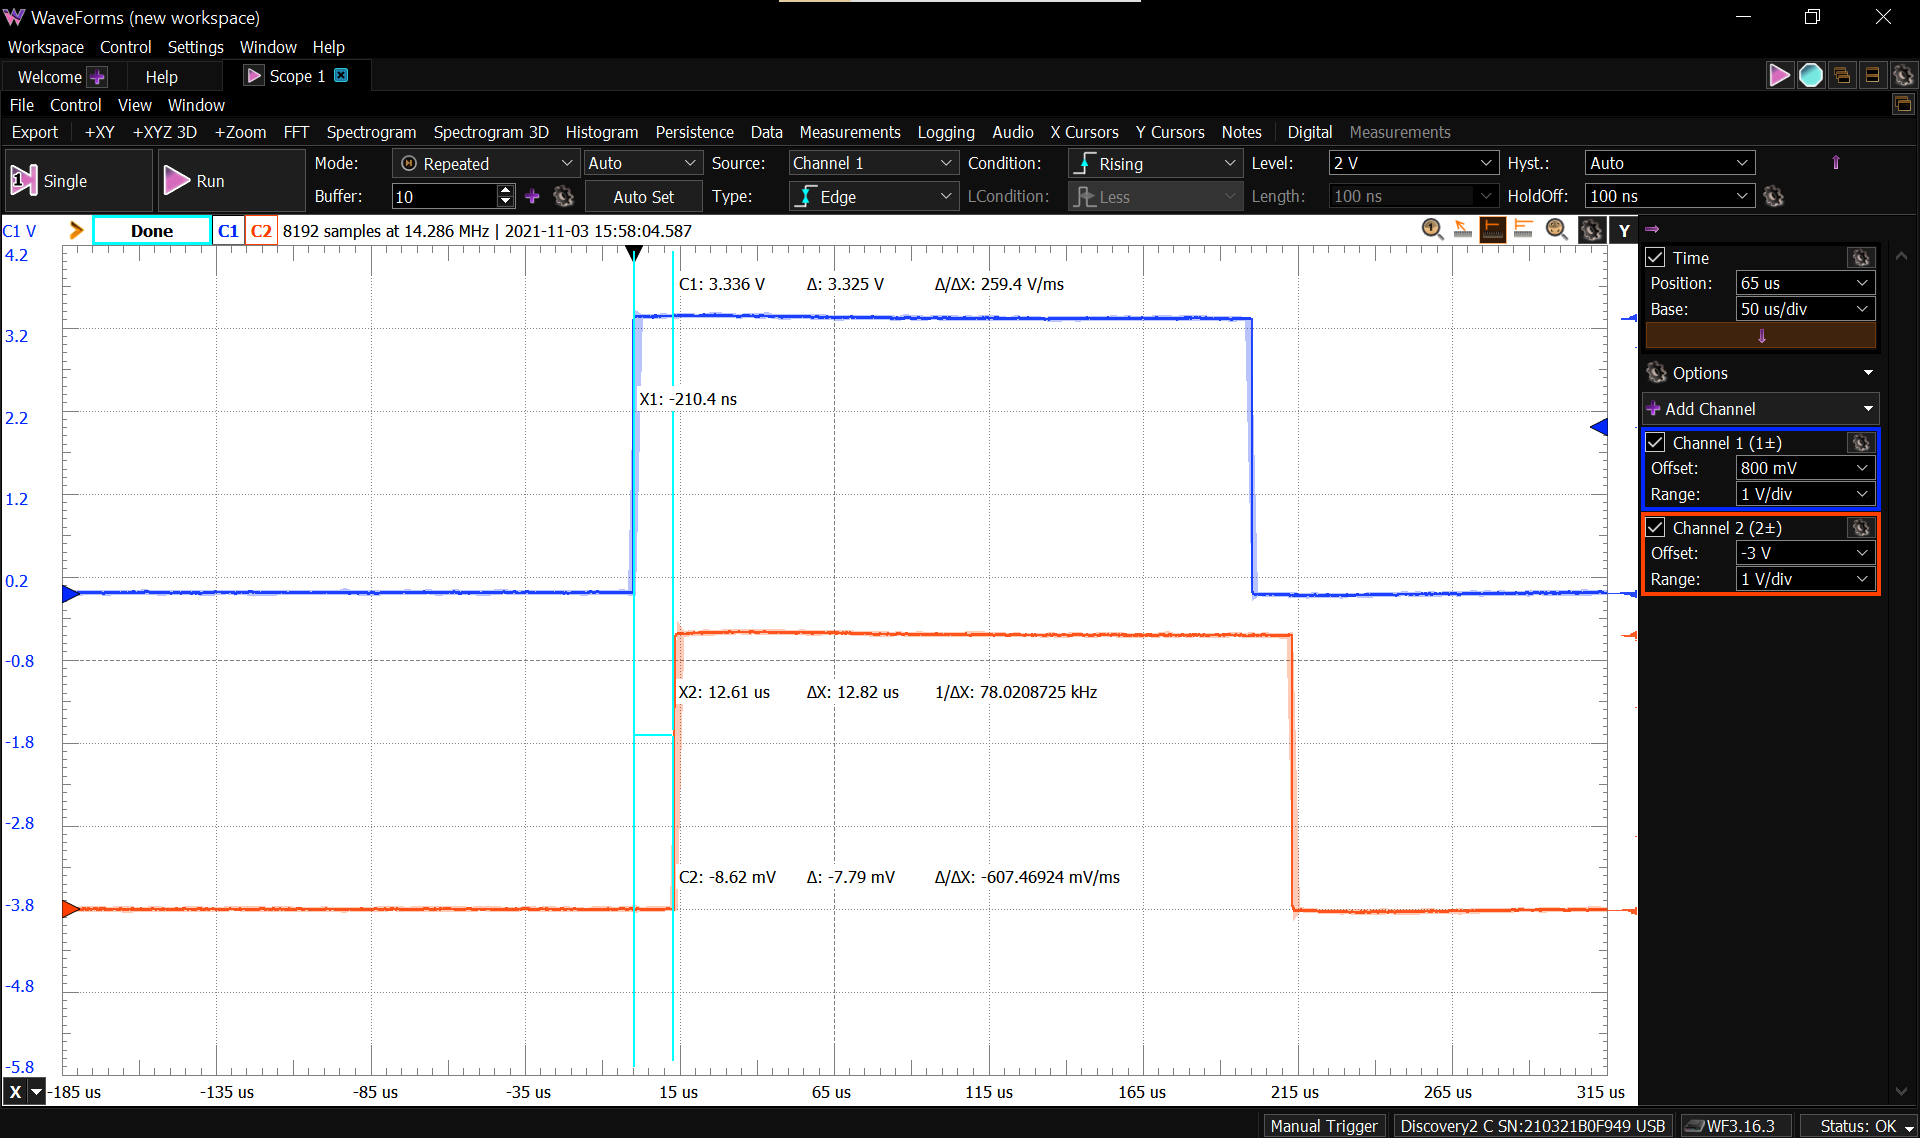 WaveForms (new workspace)
Workspace Control Settings Window Help
Welcome Help Scope 1
File Control View Window
Export +XY +XYZ 3D +Zoom FFT Spectrogram Spectrogram 3D Histogram Persistence Data Measurements Logging Audio X Cursors Y Cursors Notes Digital Measurements
Single Run Mode: Repeated Auto Source: Channel 1 Condition: Rising Level: 2 V Hyst.: Auto
Buffer: 10 Auto Set Type: Edge LCondition: Less Length: 100 ns HoldOff: 100 ns
C1 V Done C1 C2 8192 samples at 14.286 MHz | 2021-11-03 15:58:04.587 Y
4.2
3.2
2.2
1.2
0.2
-0.8
-1.8
-2.8
-3.8
-4.8
-5.8
C1: 3.336 V Δ: 3.325 V Δ/ΔX: 259.4 V/ms
X1: -210.4 ns
X2: 12.61 us ΔX: 12.82 us 1/ΔX: 78.0208725 kHz
C2: -8.62 mV Δ: -7.79 mV Δ/ΔX: -607.46924 mV/ms
X -185 us -135 us -85 us -35 us 15 us 65 us 115 us 165 us 215 us 265 us 315 us
Time
Position: 65 us
Base: 50 us/div
Options
Add Channel
Channel 1 (1±)
Offset: 800 mV
Range: 1 V/div
Channel 2 (2±)
Offset: -3 V
Range: 1 V/div
Manual Trigger Discovery2 C SN:210321B0F949 USB WF3.16.3 Status: OK